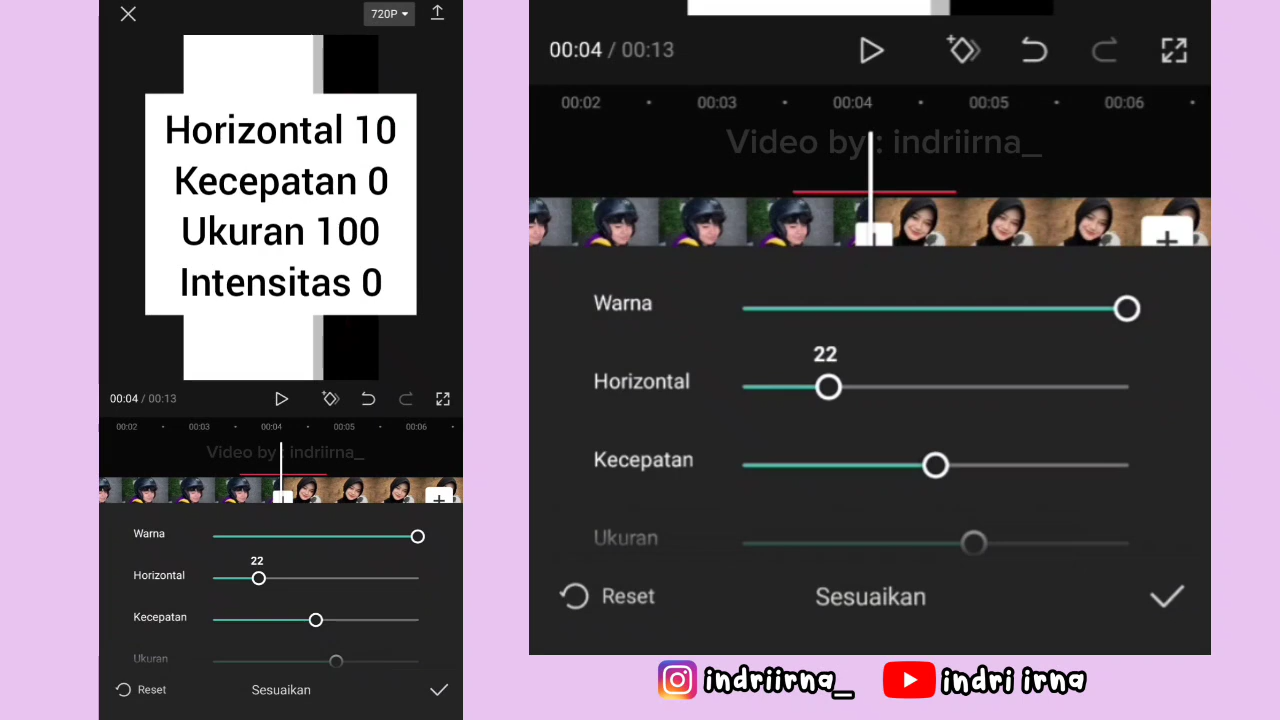 720P
Horizontal 10
Kecepatan 0
Ukuran 100
Intensitas 0
00:04 / 00:13
00:02
00:03
00:04
00:05
00:06
Video by : indriirna_
Warna
22
Horizontal
Kecepatan
Ukuran
Reset
Sesuaikan
00:04 / 00:13
00:02
00:03
00:04
00:05
00:06
Video by : indriirna_
Warna
22
Horizontal
Kecepatan
Ukuran
Reset
Sesuaikan
indriirna_
indri irna